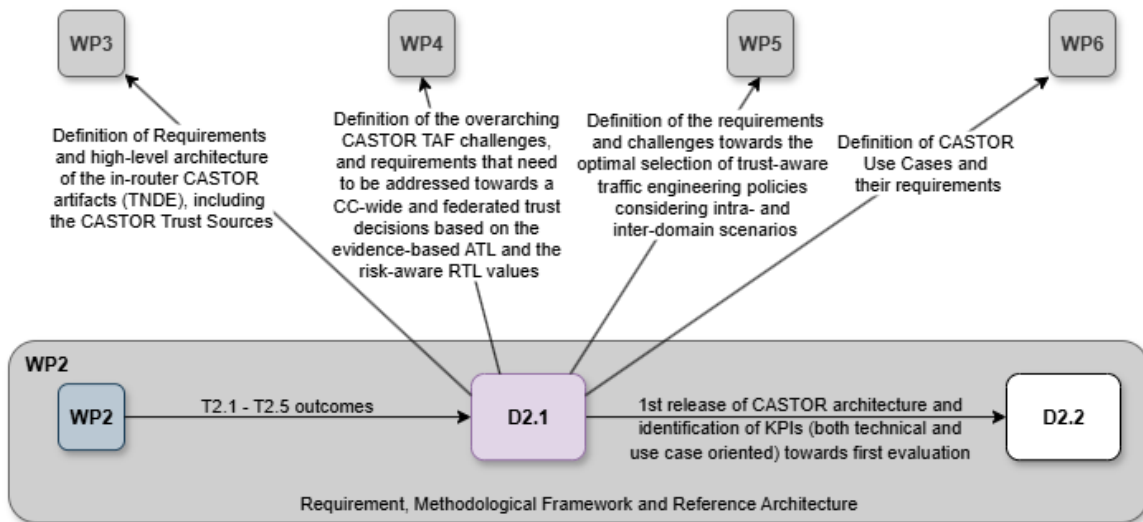 WP3
WP4
WP5
WP6
Definition of Requirements
and high-level architecture
of the in-router CASTOR
artifacts (TNDE), including
the CASTOR Trust Sources
Definition of the overarching
CASTOR TAF challenges,
and requirements that need
to be addressed towards a
CC-wide and federated trust
decisions based on the
evidence-based ATL and the
risk-aware RTL values
Definition of the requirements
and challenges towards the
optimal selection of trust-aware
traffic engineering policies
considering intra- and
inter-domain scenarios
Definition of CASTOR
Use Cases and
their requirements
WP2
WP2
T2.1 - T2.5 outcomes
D2.1
1st release of CASTOR architecture and
identification of KPIs (both technical and
use case oriented) towards first evaluation
D2.2
Requirement, Methodological Framework and Reference Architecture